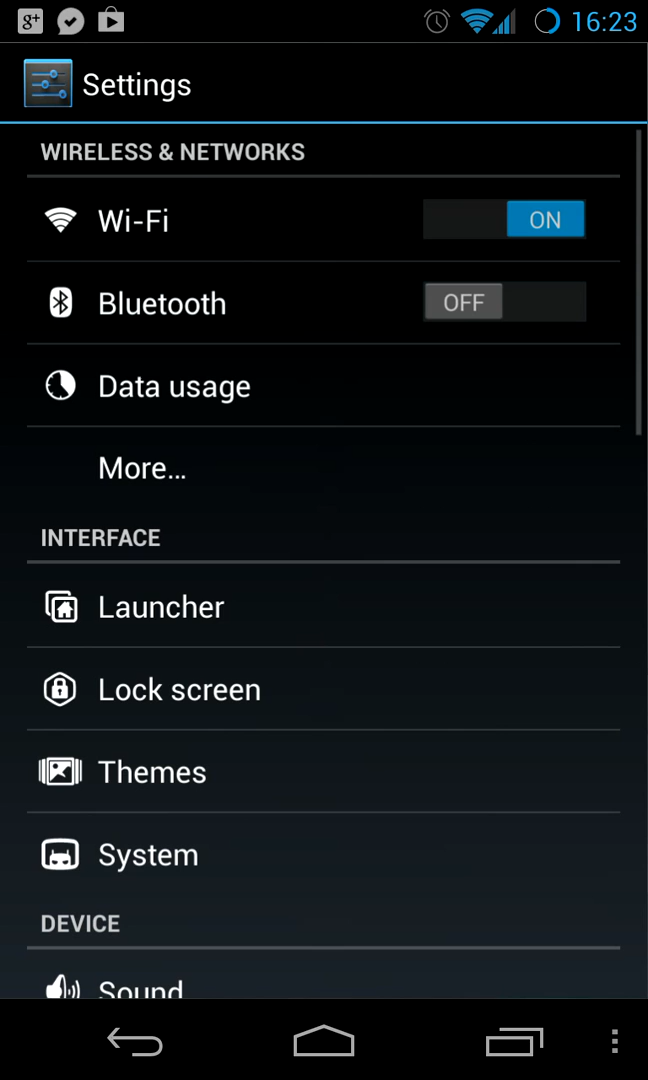 g+ 16:23
Settings
WIRELESS & NETWORKS
Wi-Fi ON
Bluetooth OFF
Data usage
More...
INTERFACE
Launcher
Lock screen
Themes
System
DEVICE
Sound